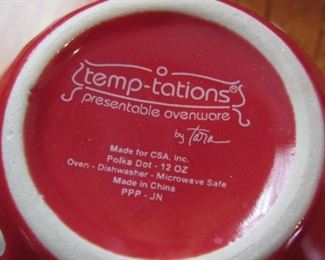 temp-tations®
presentable ovenware
by Tara
Made for CSA, Inc.
Polka Dot - 12 OZ
Oven - Dishwasher - Microwave Safe
Made in China
PPP - JN